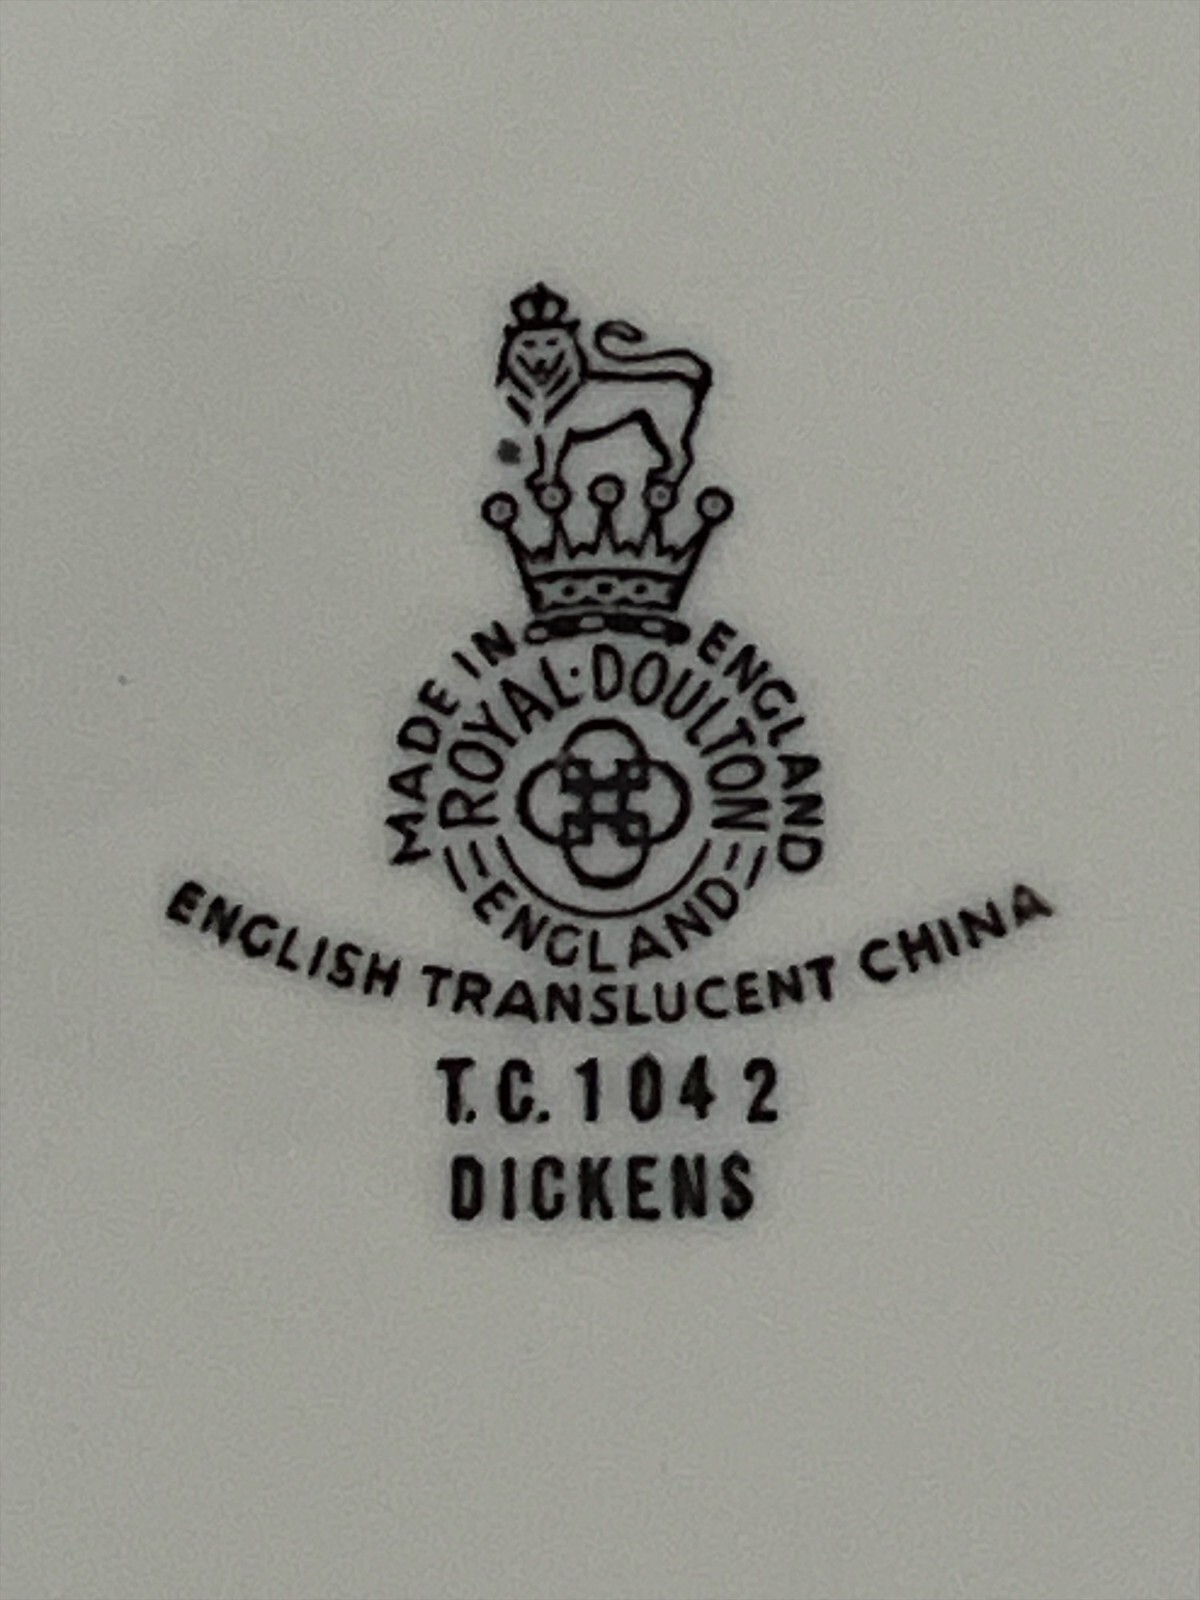 MADE IN ENGLAND
ROYAL·DOULTON
ENGLAND
ENGLISH TRANSLUCENT CHINA
T.C.1042
DICKENS